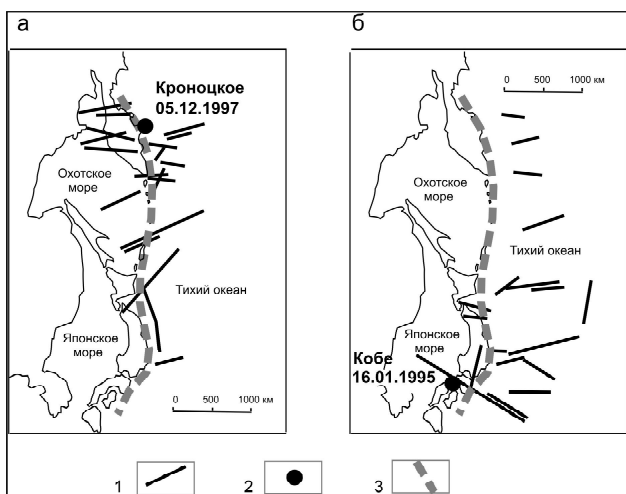 а
Кроноцкое
05.12.1997
Охотское
море
Тихий океан
Японское
море
0 500 1000 км
б
0 500 1000 км
Охотское
море
Тихий океан
Японское
море
Кобе
16.01.1995
1 2 3